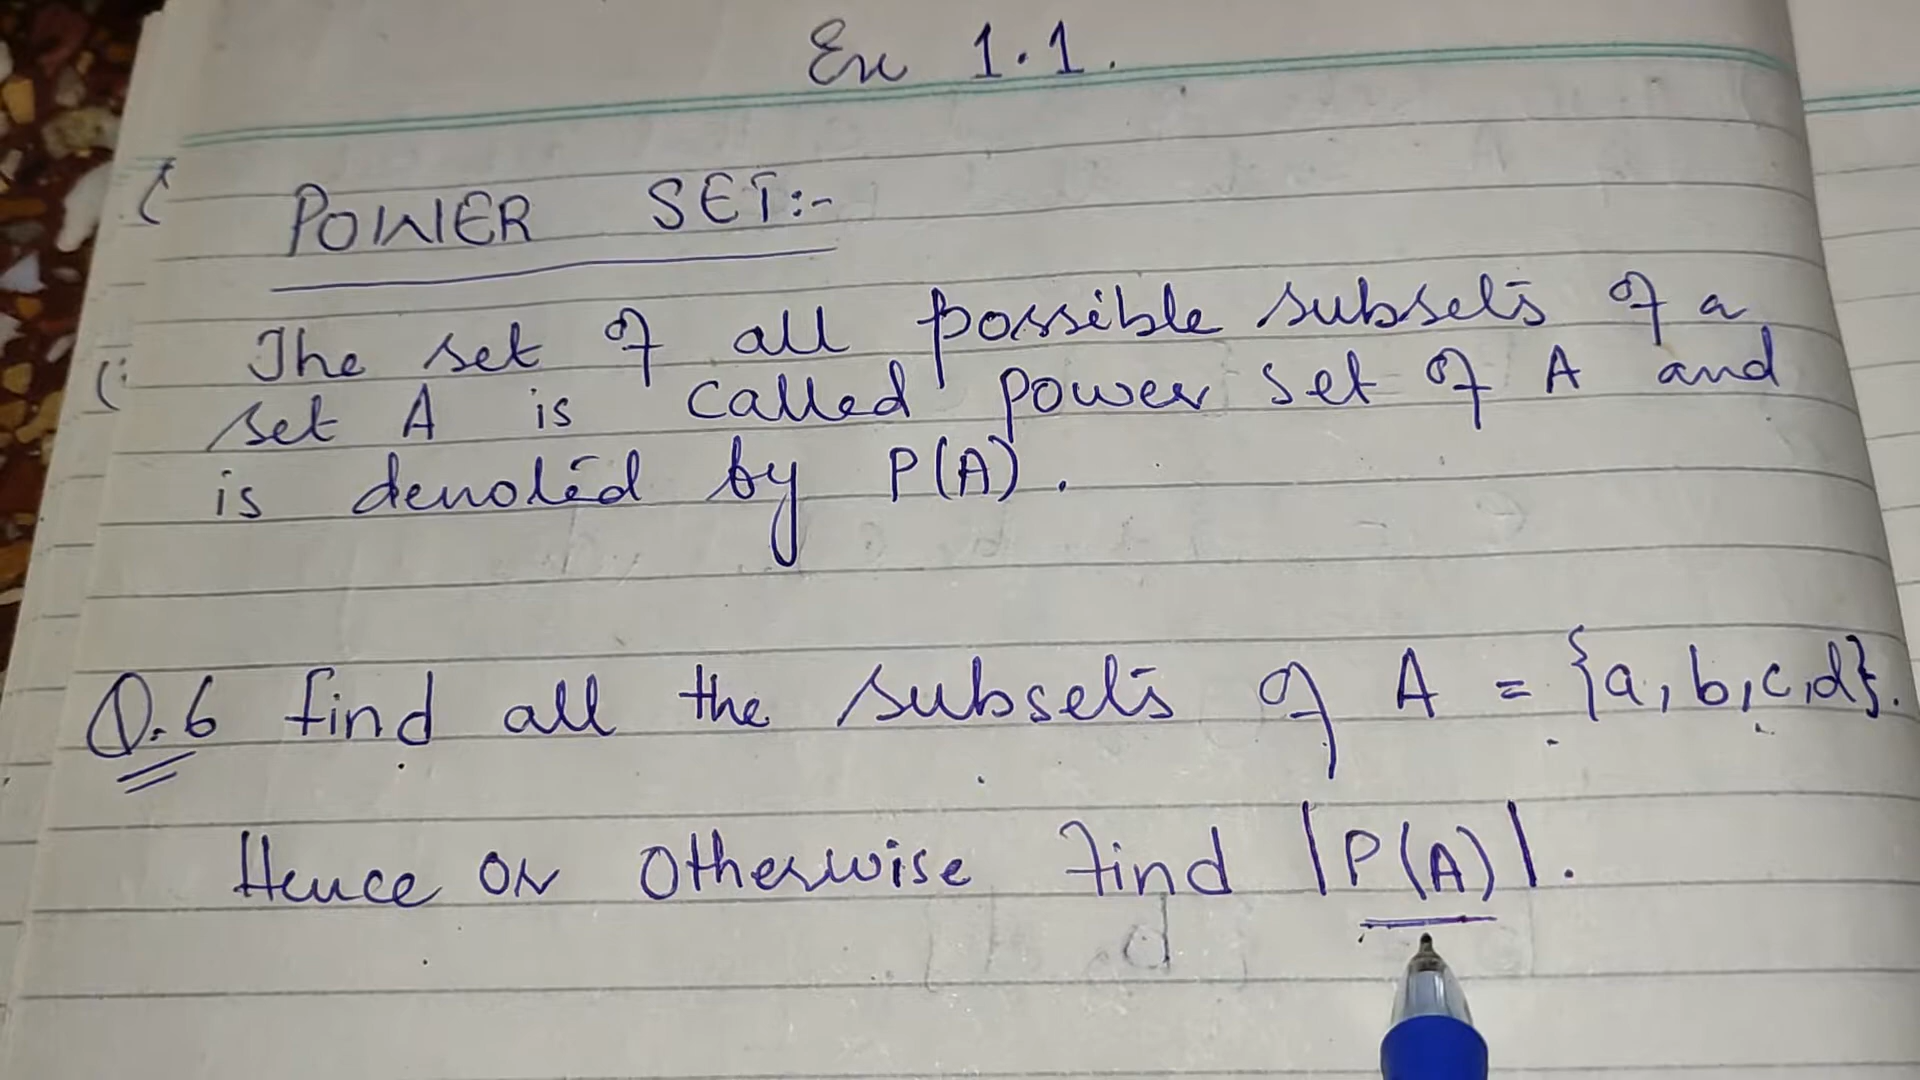 Ex 1.1.
POWER SET:-
The set of all possible subsets of a
set A is called power set of A and
is denoted by P(A).
Q.6 find all the subsets of A = {a, b, c, d}.
Hence or Otherwise find |P(A)|.